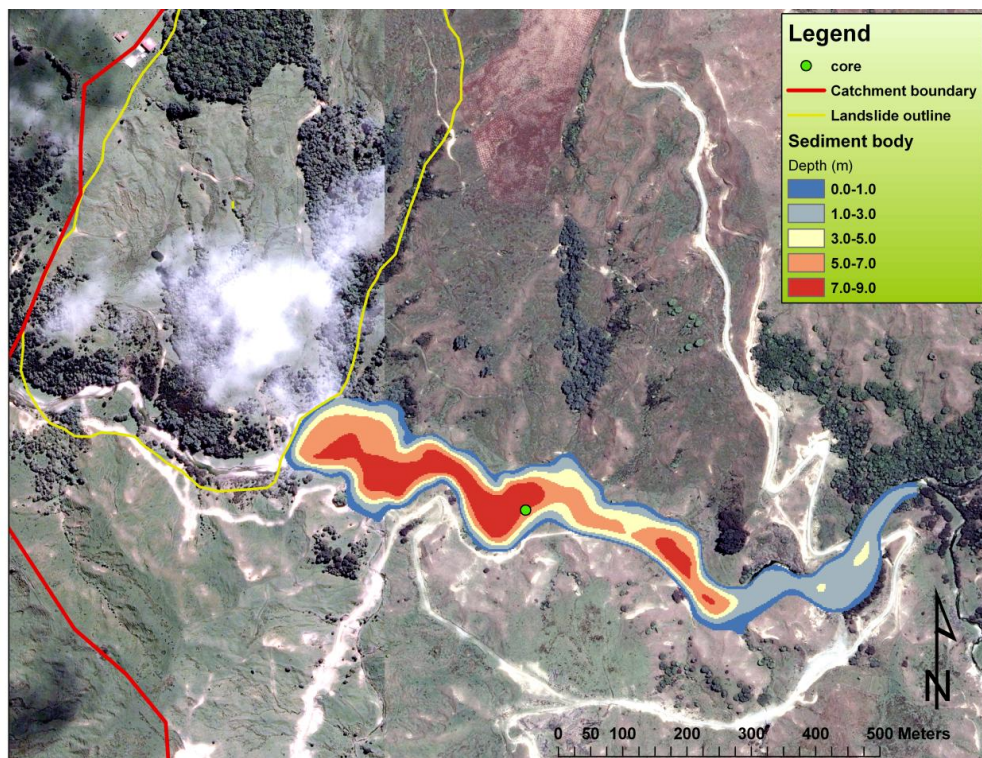 Legend
core
Catchment boundary
Landslide outline
Sediment body
Depth (m)
0.0-1.0
1.0-3.0
3.0-5.0
5.0-7.0
7.0-9.0
N
0 50 100 200 300 400 500 Meters